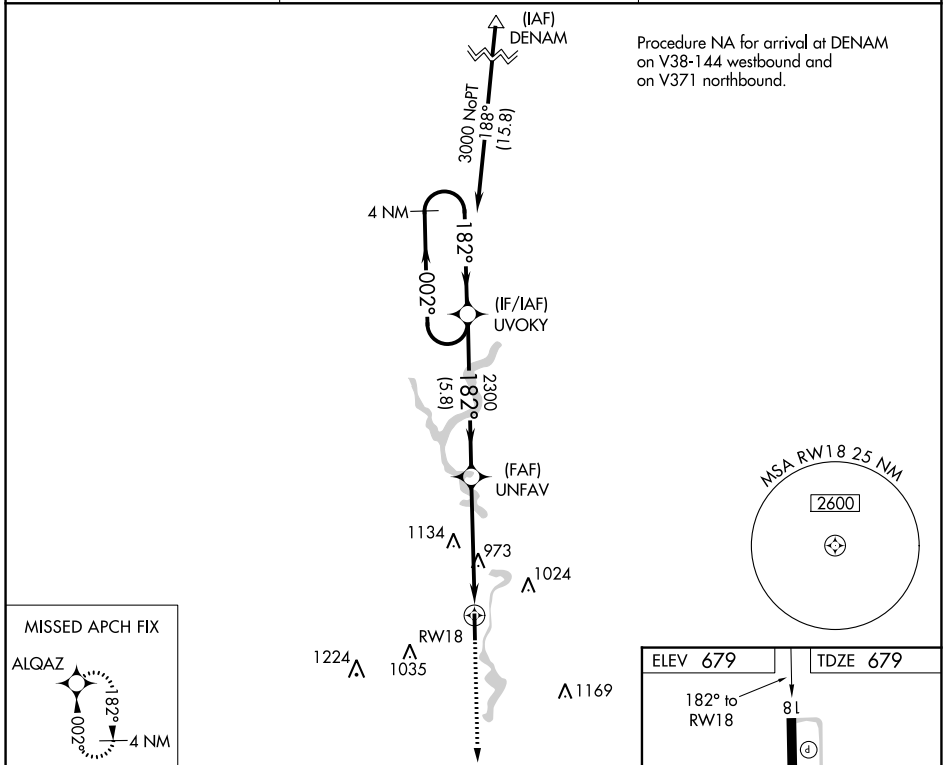 (IAF)
DENAM
Procedure NA for arrival at DENAM
on V38-144 westbound and
on V371 northbound.
3000 NoPT
188°
(15.8)
4 NM
182°
002°
(IF/IAF)
UVOKY
2300
182°
(5.8)
(FAF)
UNFAV
MSA RW18 25 NM
2600
1134
973
1024
RW18
1035
1224
1169
MISSED APCH FIX
ALQAZ
182°
002°
4 NM
ELEV 679
TDZE 679
182° to
RW18
18
P